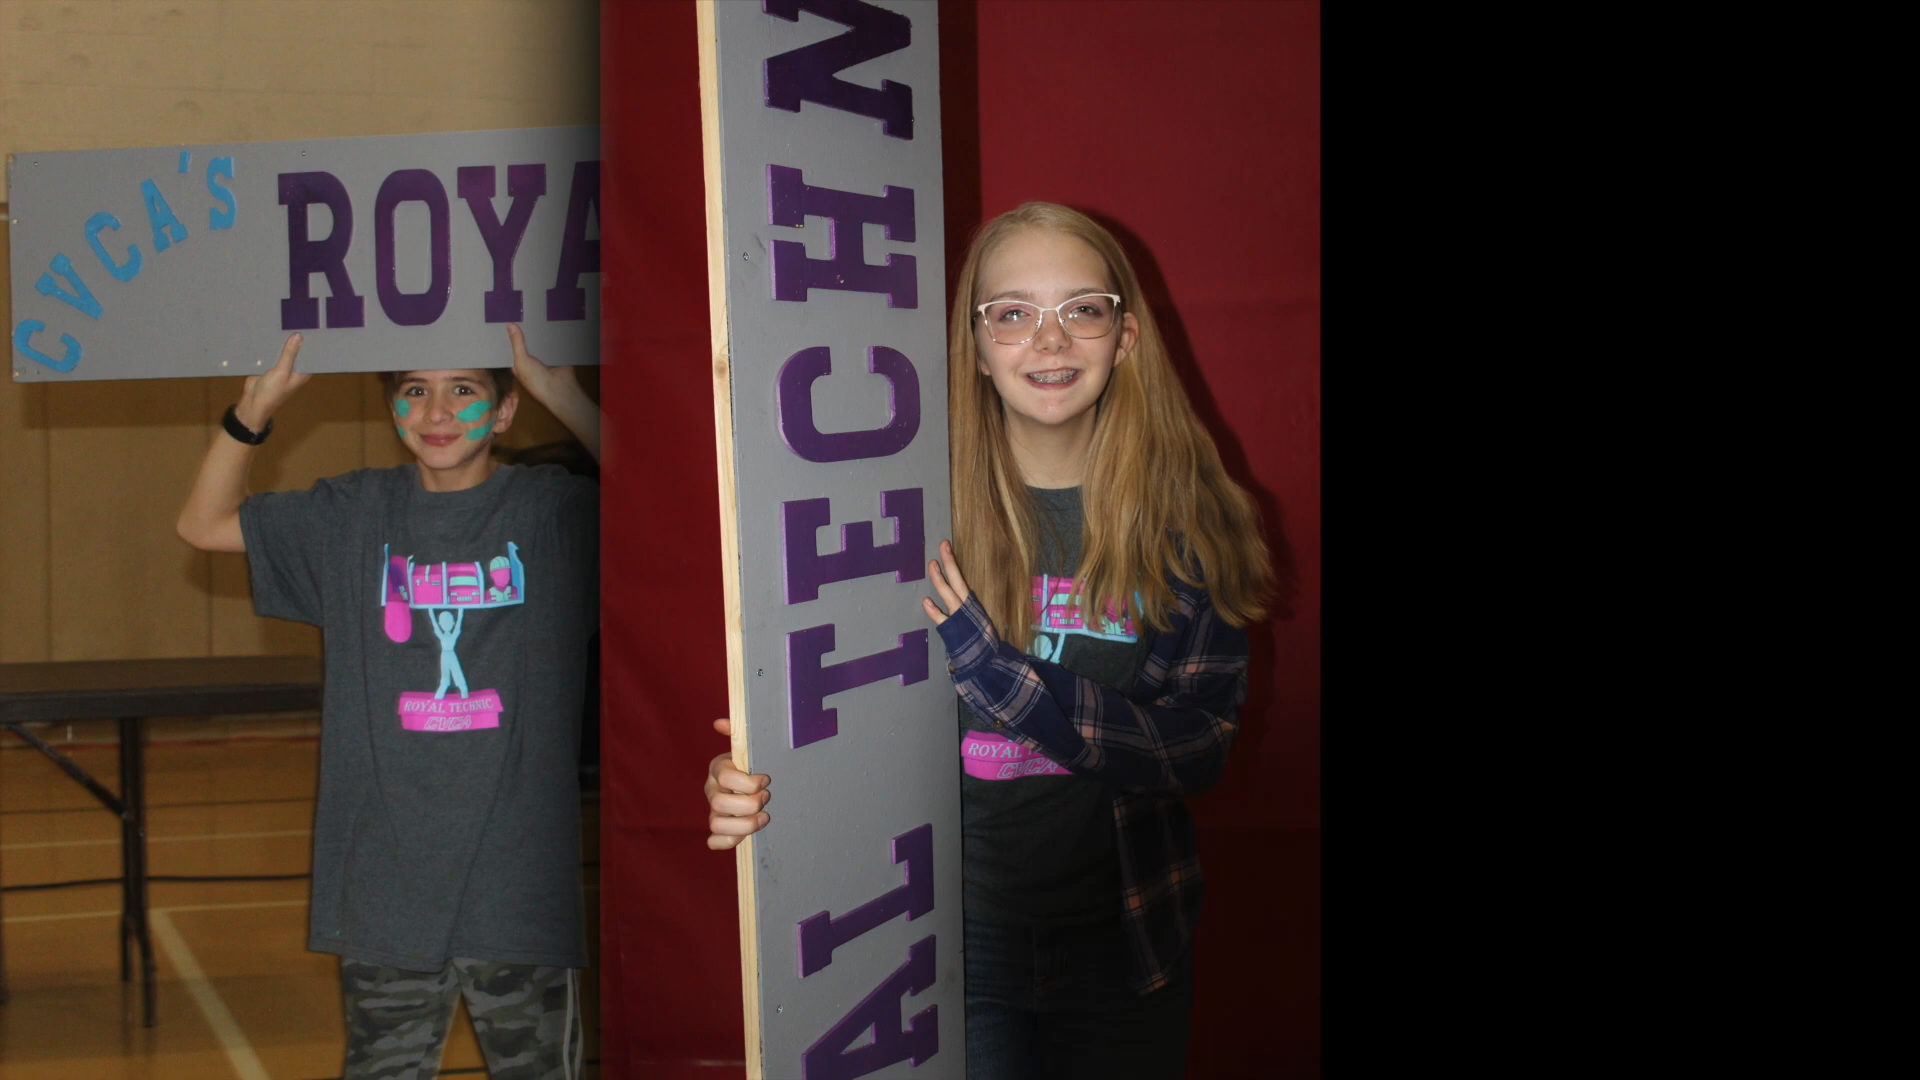 CVCA'S
ROYA
ROYAL TECHNIC
CVCA
AL TECHN
ROYAL T
CVCA